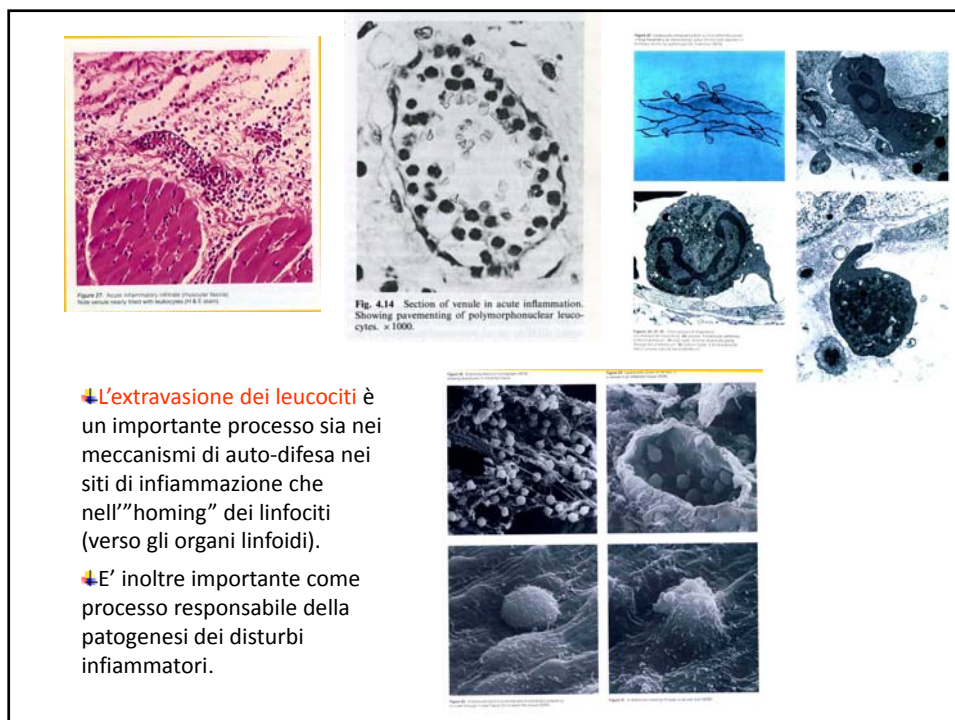 Figure 27. Acute inflammatory infiltrate (muscular fascia)
Note venule nearly filled with leukocytes (H & E stain)
Fig. 4.14 Section of venule in acute inflammation.
Showing pavementing of polymorphonuclear leuco-
cytes. × 1000.
L’extravasione dei leucociti è
un importante processo sia nei
meccanismi di auto-difesa nei
siti di infiammazione che
nell’”homing” dei linfociti
(verso gli organi linfoidi).
E’ inoltre importante come
processo responsabile della
patogenesi dei disturbi
infiammatori.